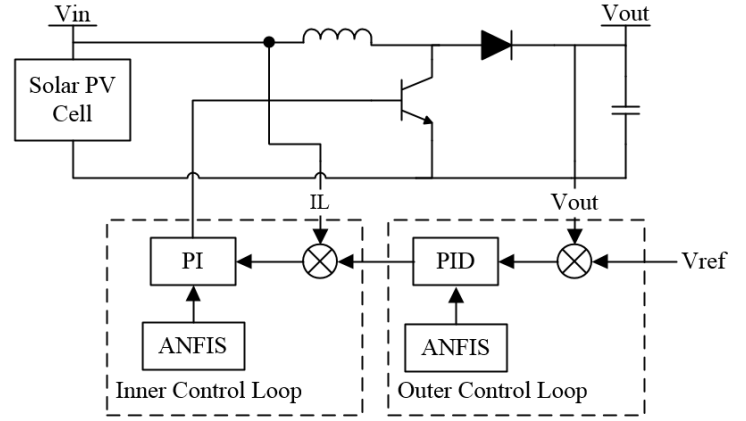 Vin
Vout
Solar PV
Cell
IL
Vout
PI
PID
Vref
ANFIS
ANFIS
Inner Control Loop
Outer Control Loop